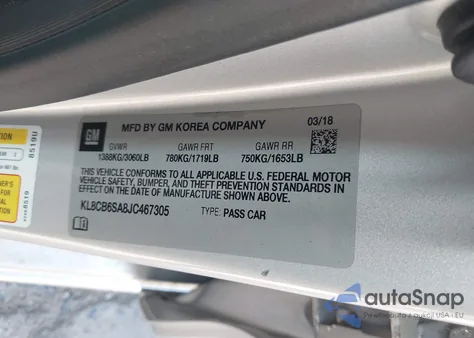 GM
MFD BY GM KOREA COMPANY
03/18
GVWR GAWR FRT GAWR RR
1388KG/3060LB 780KG/1719LB 750KG/1653LB
THIS VEHICLE CONFORMS TO ALL APPLICABLE U.S. FEDERAL MOTOR
VEHICLE SAFETY, BUMPER, AND THEFT PREVENTION STANDARDS
IN EFFECT ON THE DATE OF MANUFACTURE SHOWN ABOVE.
KL8CB6SA8JC467305 TYPE: PASS CAR
8519U
autoSnap